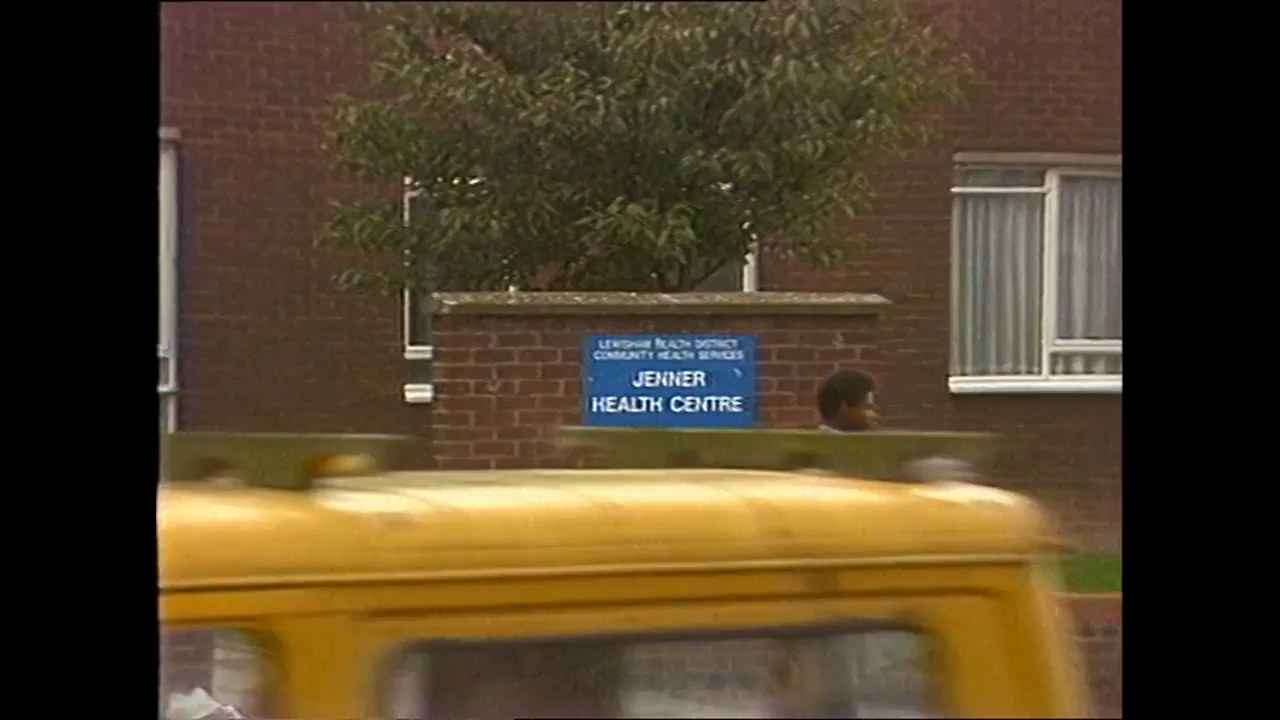 LEWISHAM HEALTH DISTRICT
COMMUNITY HEALTH SERVICES
JENNER
HEALTH CENTRE